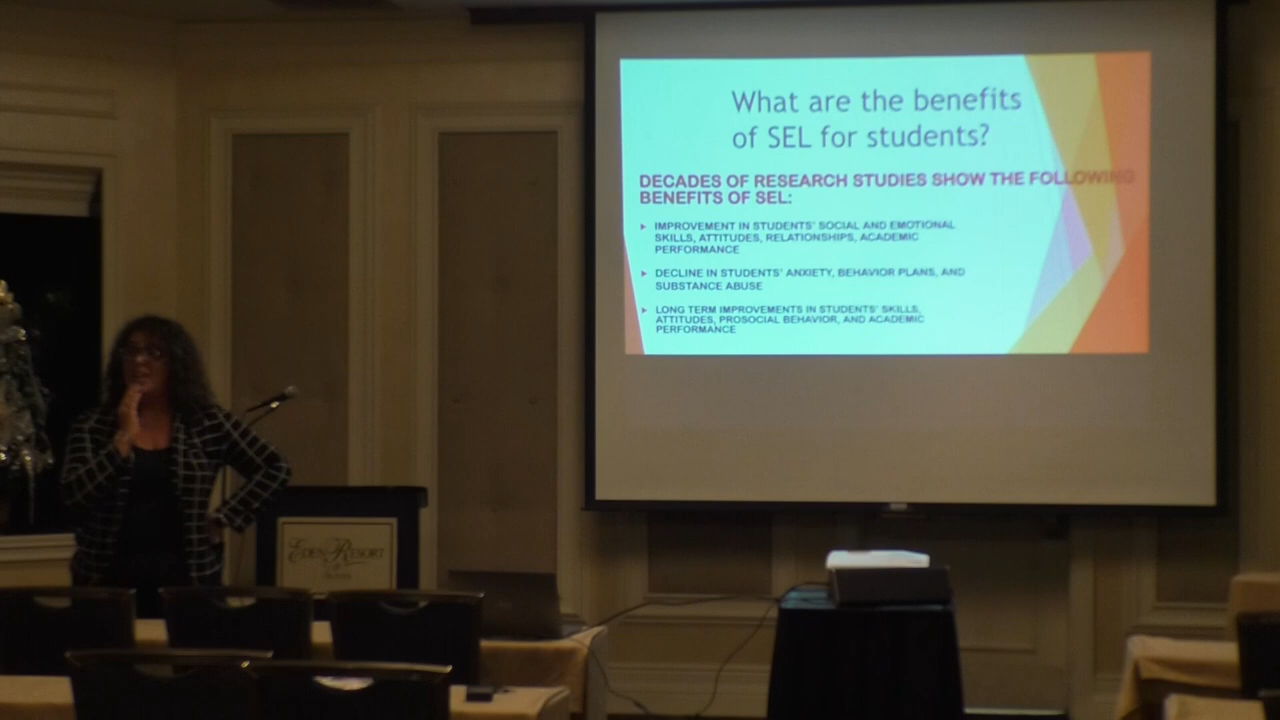 What are the benefits
of SEL for students?
DECADES OF RESEARCH STUDIES SHOW THE FOLLOWING
BENEFITS OF SEL:
IMPROVEMENT IN STUDENTS' SOCIAL AND EMOTIONAL
SKILLS, ATTITUDES, RELATIONSHIPS, ACADEMIC
PERFORMANCE
DECLINE IN STUDENTS' ANXIETY, BEHAVIOR PLANS, AND
SUBSTANCE ABUSE
LONG TERM IMPROVEMENTS IN STUDENTS' SKILLS,
ATTITUDES, PROSOCIAL BEHAVIOR, AND ACADEMIC
PERFORMANCE
EDEN RESORT